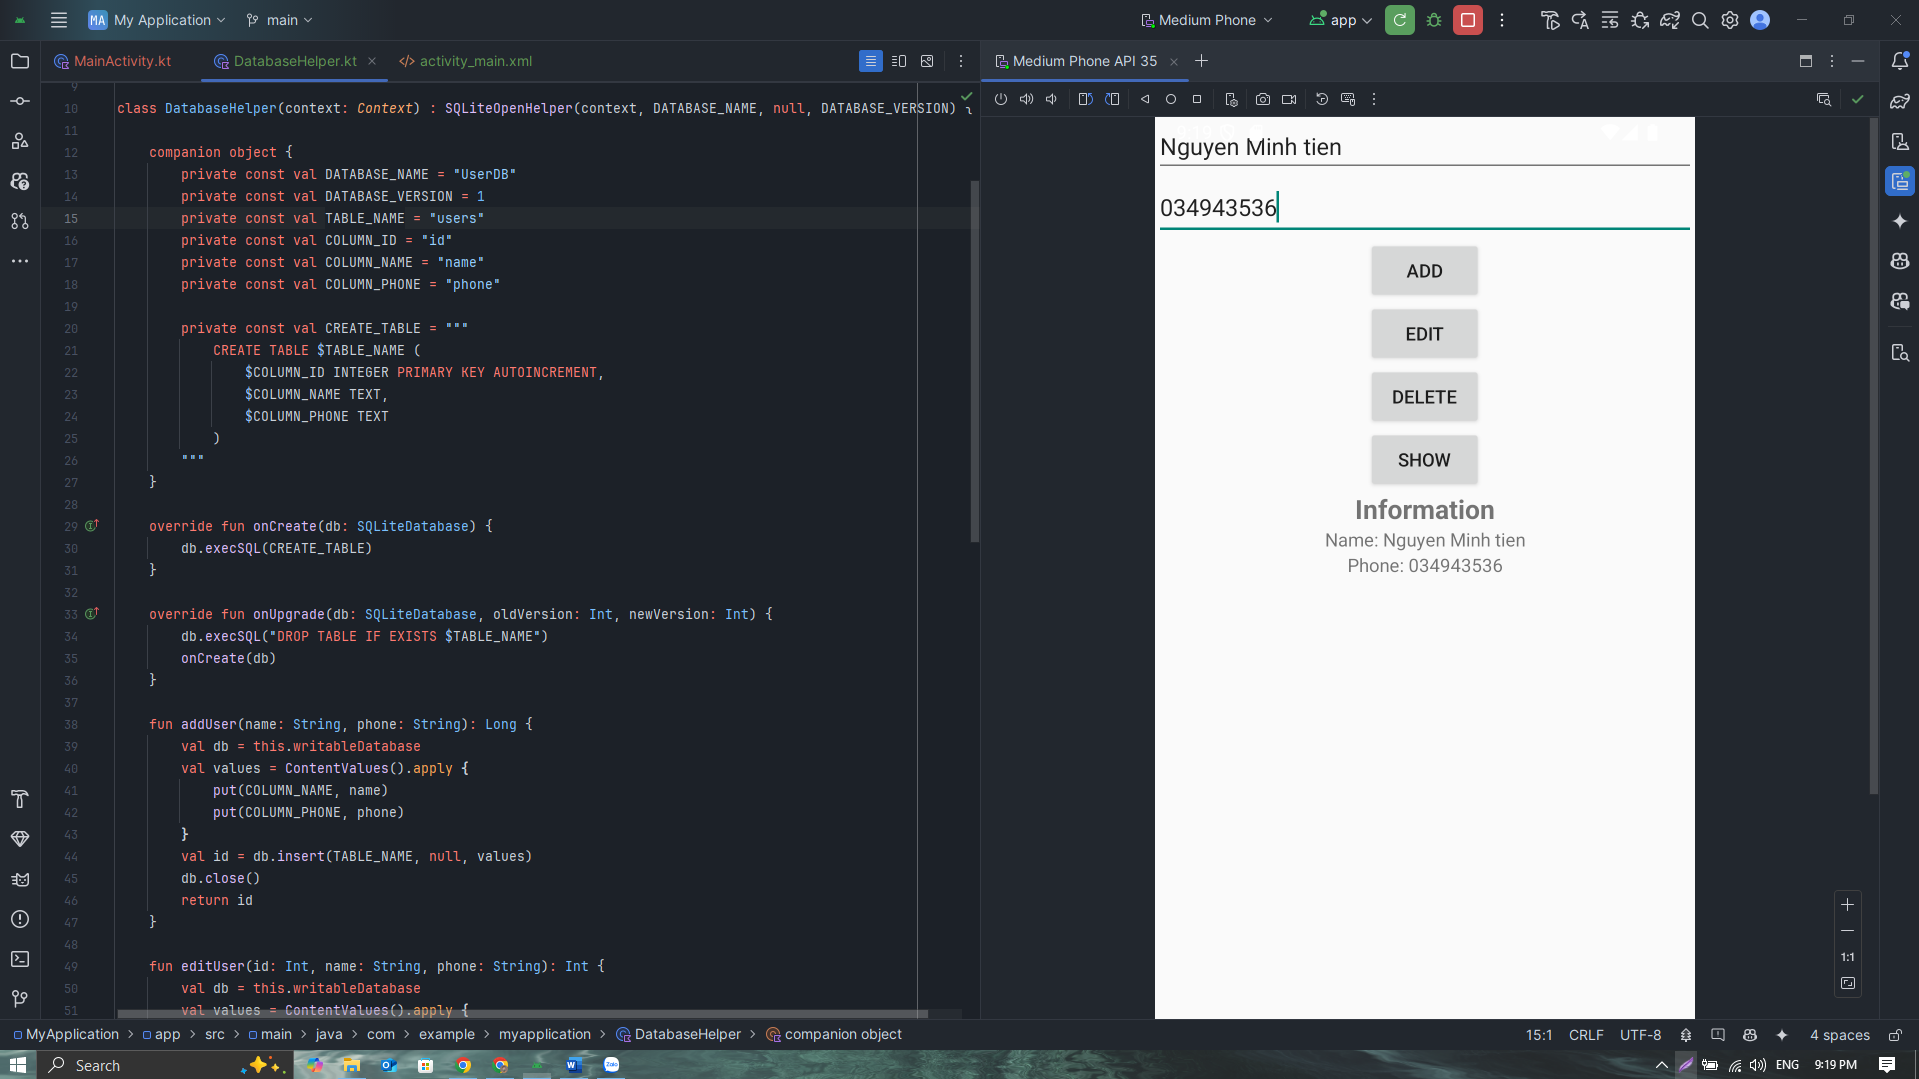 MA My Application main Medium Phone app
MainActivity.kt DatabaseHelper.kt activity_main.xml Medium Phone API 35
9
10 class DatabaseHelper(context: Context) : SQLiteOpenHelper(context, DATABASE_NAME, null, DATABASE_VERSION) {
11
12 companion object {
13 private const val DATABASE_NAME = "UserDB"
14 private const val DATABASE_VERSION = 1
15 private const val TABLE_NAME = "users"
16 private const val COLUMN_ID = "id"
17 private const val COLUMN_NAME = "name"
18 private const val COLUMN_PHONE = "phone"
19
20 private const val CREATE_TABLE = """
21 CREATE TABLE $TABLE_NAME (
22 $COLUMN_ID INTEGER PRIMARY KEY AUTOINCREMENT,
23 $COLUMN_NAME TEXT,
24 $COLUMN_PHONE TEXT
25 )
26 """
27 }
28
29 override fun onCreate(db: SQLiteDatabase) {
30 db.execSQL(CREATE_TABLE)
31 }
32
33 override fun onUpgrade(db: SQLiteDatabase, oldVersion: Int, newVersion: Int) {
34 db.execSQL("DROP TABLE IF EXISTS $TABLE_NAME")
35 onCreate(db)
36 }
37
38 fun addUser(name: String, phone: String): Long {
39 val db = this.writableDatabase
40 val values = ContentValues().apply {
41 put(COLUMN_NAME, name)
42 put(COLUMN_PHONE, phone)
43 }
44 val id = db.insert(TABLE_NAME, null, values)
45 db.close()
46 return id
47 }
48
49 fun editUser(id: Int, name: String, phone: String): Int {
50 val db = this.writableDatabase
51 val values = ContentValues().apply {
Nguyen Minh tien
034943536
ADD
EDIT
DELETE
SHOW
Information
Name: Nguyen Minh tien
Phone: 034943536
1:1
MyApplication > app > src > main > java > com > example > myapplication > DatabaseHelper > companion object 15:1 CRLF UTF-8 4 spaces
Search Zalo ENG 9:19 PM